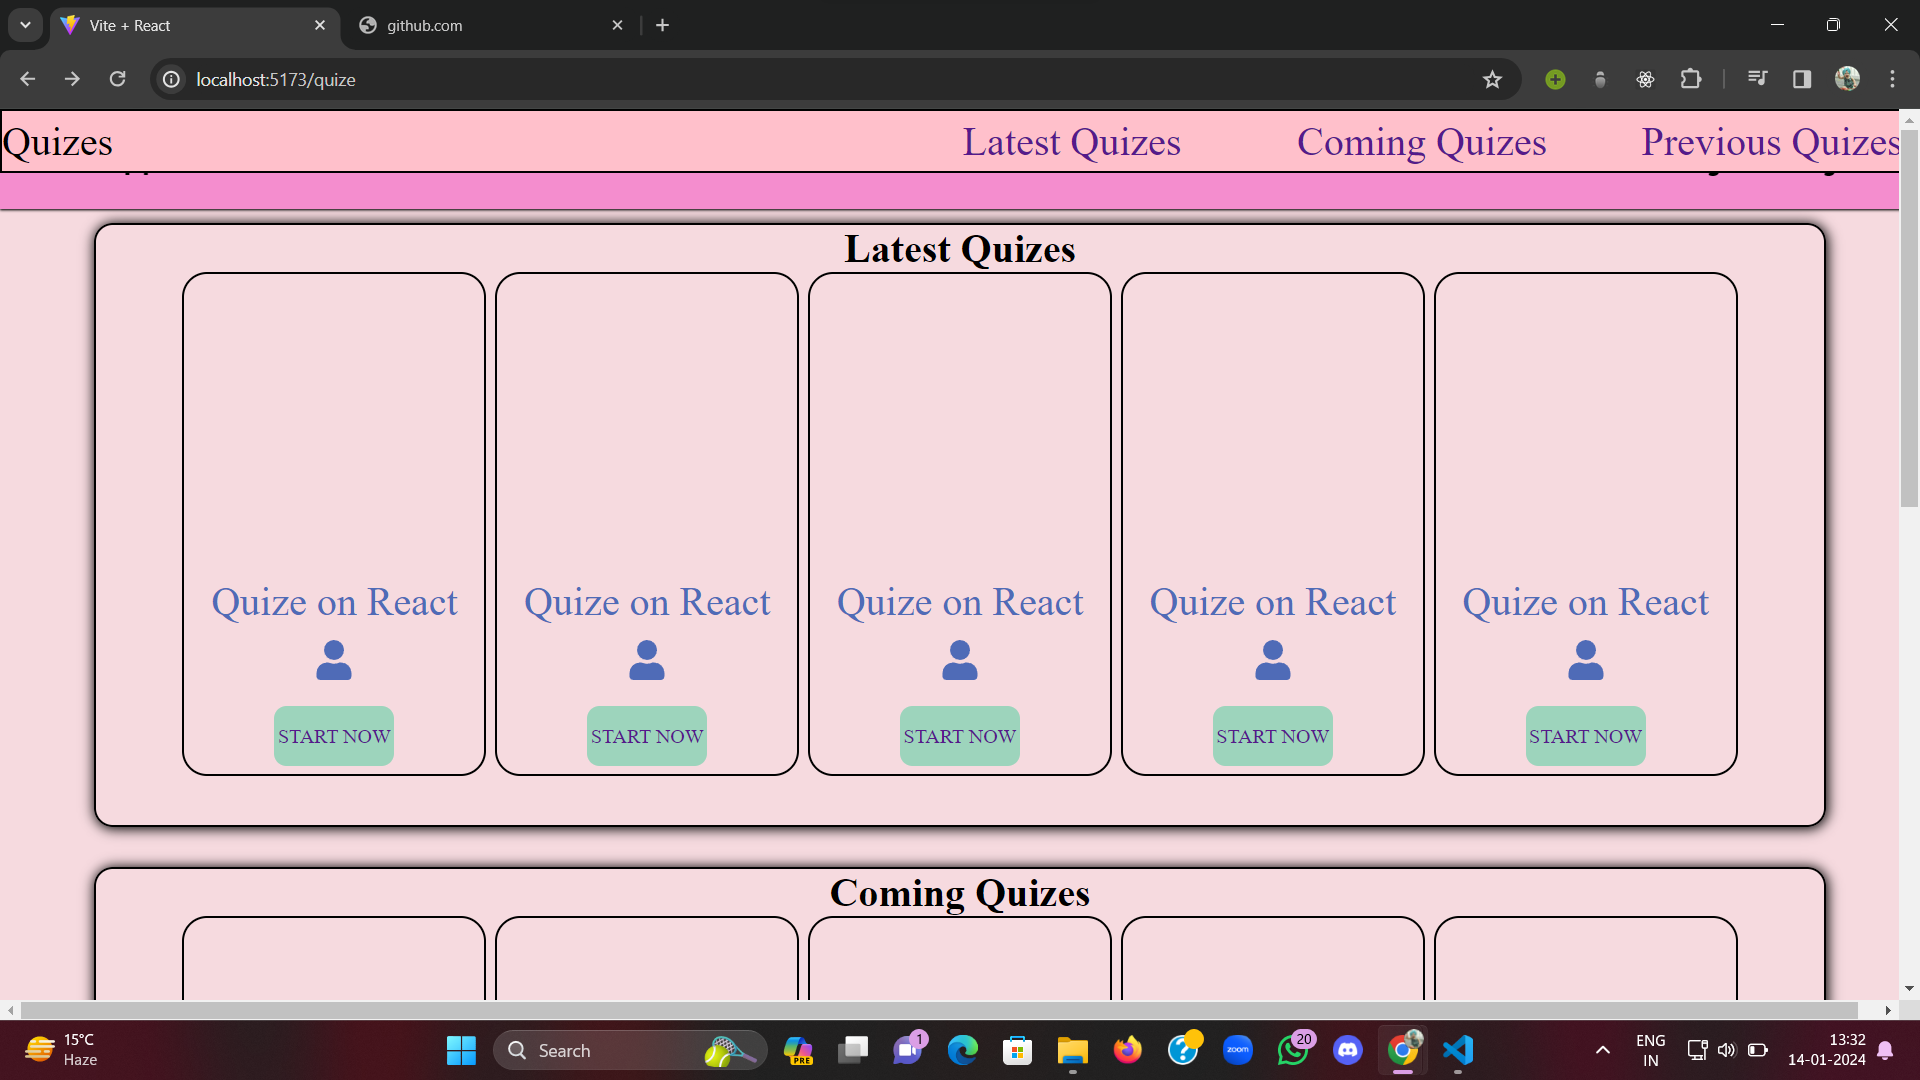 Vite + React
github.com
localhost:5173/quize
Quizes
Latest Quizes
Coming Quizes
Previous Quizes
Latest Quizes
Quize on React
Quize on React
Quize on React
Quize on React
Quize on React
START NOW
START NOW
START NOW
START NOW
START NOW
Coming Quizes
15°C
Haze
Search
PRE
1
zoom
20
ENG
IN
13:32
14-01-2024